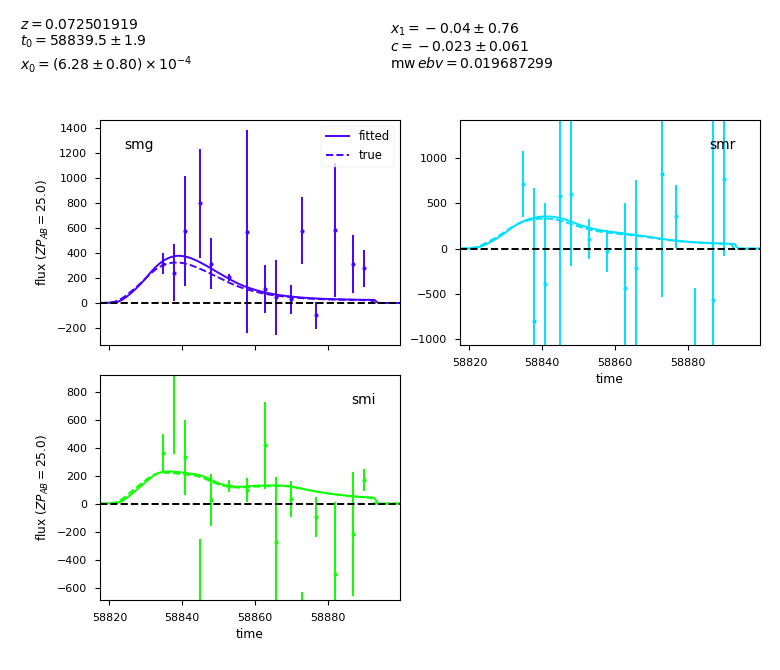 z = 0.072501919
t₀ = 58839.5 ± 1.9
x₀ = (6.28 ± 0.80) × 10⁻⁴
x₁ = −0.04 ± 0.76
c = −0.023 ± 0.061
mw ebv = 0.019687299
smg
fitted
true
1400
1200
1000
800
600
400
200
0
−200
flux (ZP_AB = 25.0)
smr
1000
500
0
−500
−1000
58820 58840 58860 58880
time
smi
800
600
400
200
0
−200
−400
−600
flux (ZP_AB = 25.0)
58820 58840 58860 58880
time